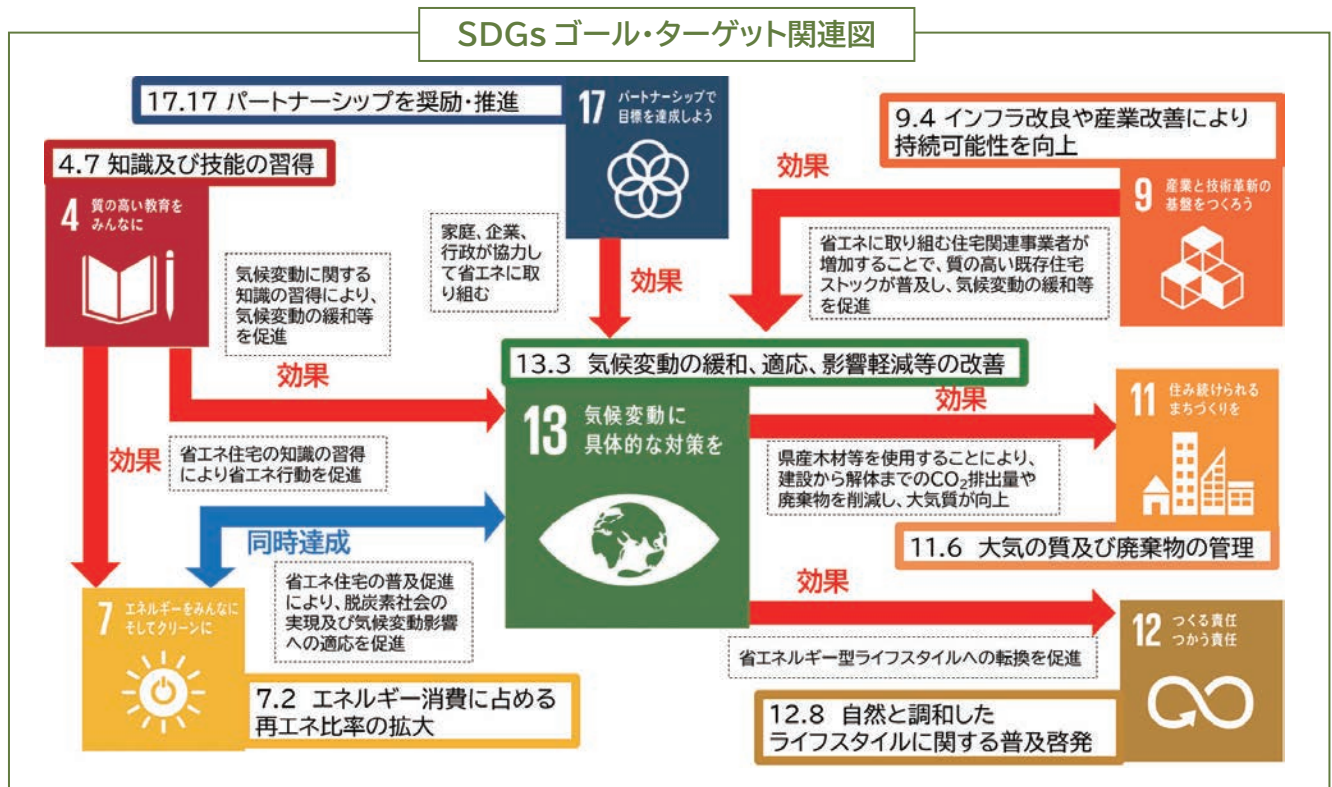 SDGs ゴール・ターゲット関連図
17.17 パートナーシップを奨励・推進
17 パートナーシップで
目標を達成しよう
9.4 インフラ改良や産業改善により
持続可能性を向上
4.7 知識及び技能の習得
効果
9 産業と技術革新の
基盤をつくろう
4 質の高い教育を
みんなに
家庭、企業、
行政が協力し
て省エネに取
り組む
効果
省エネに取り組む住宅関連事業者が
増加することで、質の高い既存住宅
ストックが普及し、気候変動の緩和等
を促進
気候変動に関する
知識の習得により、
気候変動の緩和等
を促進
効果
13.3 気候変動の緩和、適応、影響軽減等の改善
13 気候変動に
具体的な対策を
効果
11 住み続けられる
まちづくりを
効果
省エネ住宅の知識の習得
により省エネ行動を促進
県産木材等を使用することにより、
建設から解体までのCO₂排出量や
廃棄物を削減し、大気質が向上
11.6 大気の質及び廃棄物の管理
同時達成
省エネ住宅の普及促進
により、脱炭素社会の
実現及び気候変動影響
への適応を促進
効果
7 エネルギーをみんなに
そしてクリーンに
12 つくる責任
つかう責任
省エネルギー型ライフスタイルへの転換を促進
7.2 エネルギー消費に占める
再エネ比率の拡大
12.8 自然と調和した
ライフスタイルに関する普及啓発